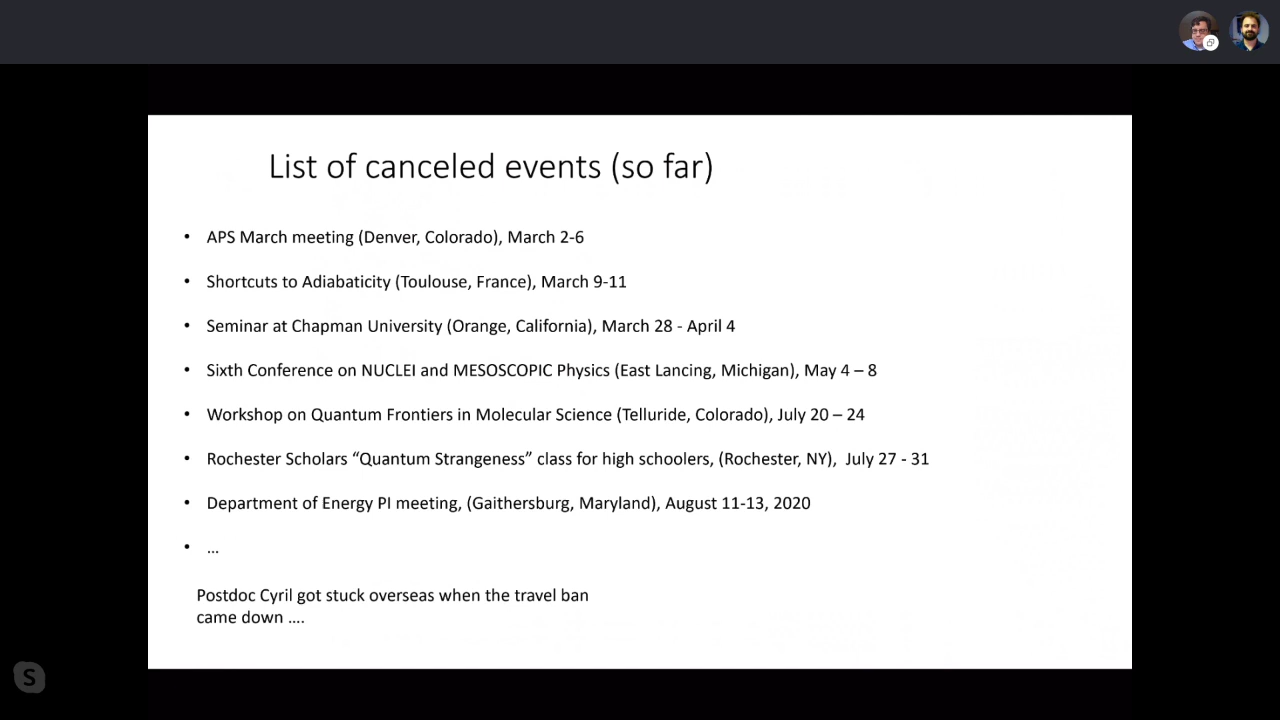 List of canceled events (so far)
• APS March meeting (Denver, Colorado), March 2-6
• Shortcuts to Adiabaticity (Toulouse, France), March 9-11
• Seminar at Chapman University (Orange, California), March 28 - April 4
• Sixth Conference on NUCLEI and MESOSCOPIC Physics (East Lancing, Michigan), May 4 – 8
• Workshop on Quantum Frontiers in Molecular Science (Telluride, Colorado), July 20 – 24
• Rochester Scholars “Quantum Strangeness” class for high schoolers, (Rochester, NY),  July 27 - 31
• Department of Energy PI meeting, (Gaithersburg, Maryland), August 11-13, 2020
• ...
Postdoc Cyril got stuck overseas when the travel ban
came down ....
S